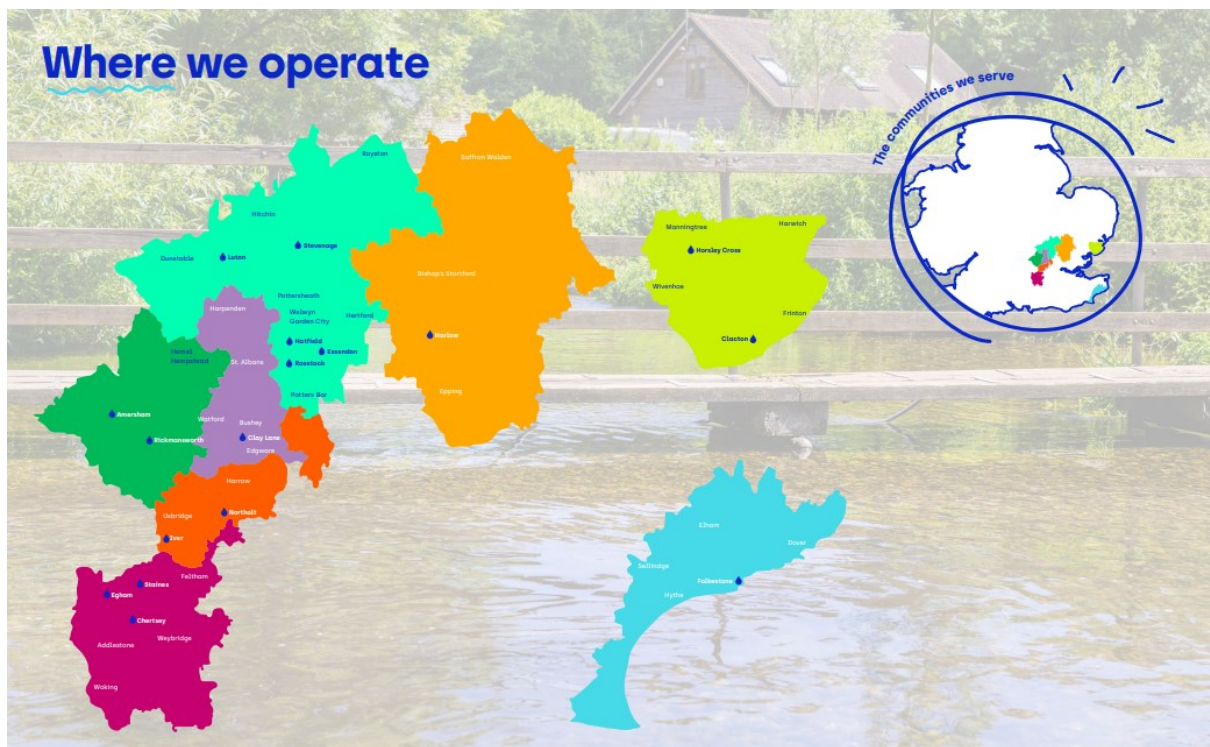 Where we operate
The communities we serve
Royston
Saffron Walden
Hitchin
Stevenage
Dunstable
Luton
Manningtree
Harwich
Horsley Cross
Bishop's Stortford
Wivenhoe
Pottersheath
Harpenden
Welwyn
Garden City
Hertford
Frinton
Harlow
Clacton
Hatfield
Essendon
Hemel
Hempstead
St. Albans
Roestock
Potters Bar
Epping
Amersham
Watford
Bushey
Rickmansworth
Clay Lane
Edgware
Harrow
Uxbridge
Northolt
Iver
Elham
Dover
Sellindge
Folkestone
Hythe
Feltham
Staines
Egham
Chertsey
Addlestone
Weybridge
Woking